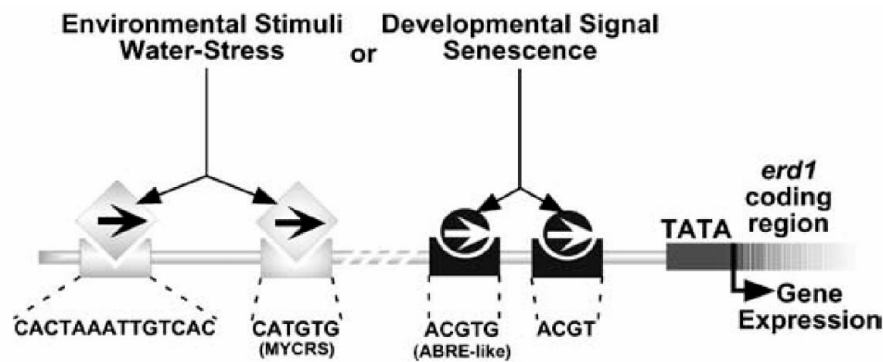 Environmental Stimuli
Water-Stress
or
Developmental Signal
Senescence
erd1
coding
region
TATA
Gene
Expression
CACTAAATTGTCAC
CATGTG
(MYCRS)
ACGTG
(ABRE-like)
ACGT